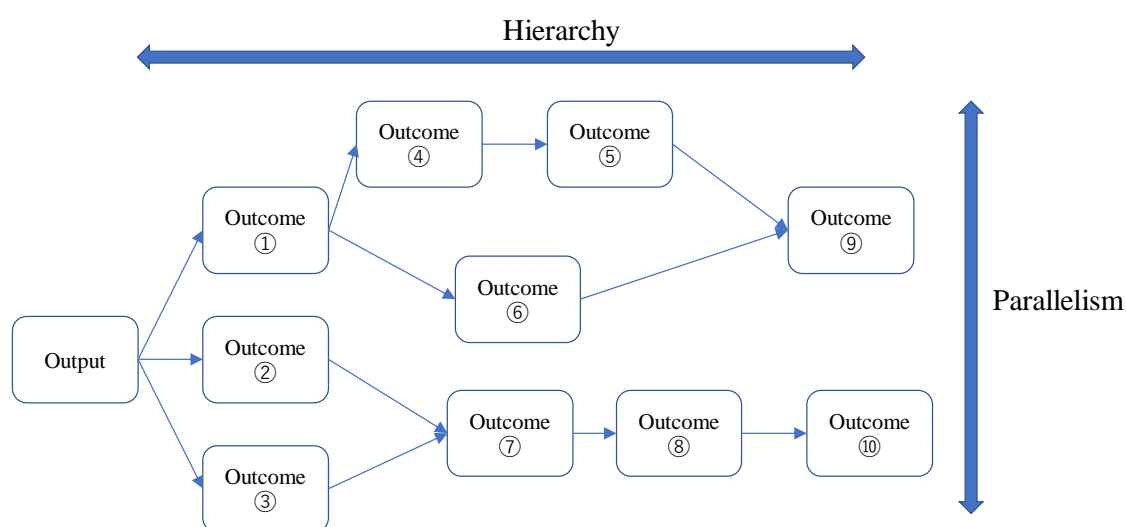 Hierarchy
Outcome
④
Outcome
⑤
Outcome
①
Outcome
⑨
Outcome
⑥
Parallelism
Output
Outcome
②
Outcome
⑦
Outcome
⑧
Outcome
⑩
Outcome
③